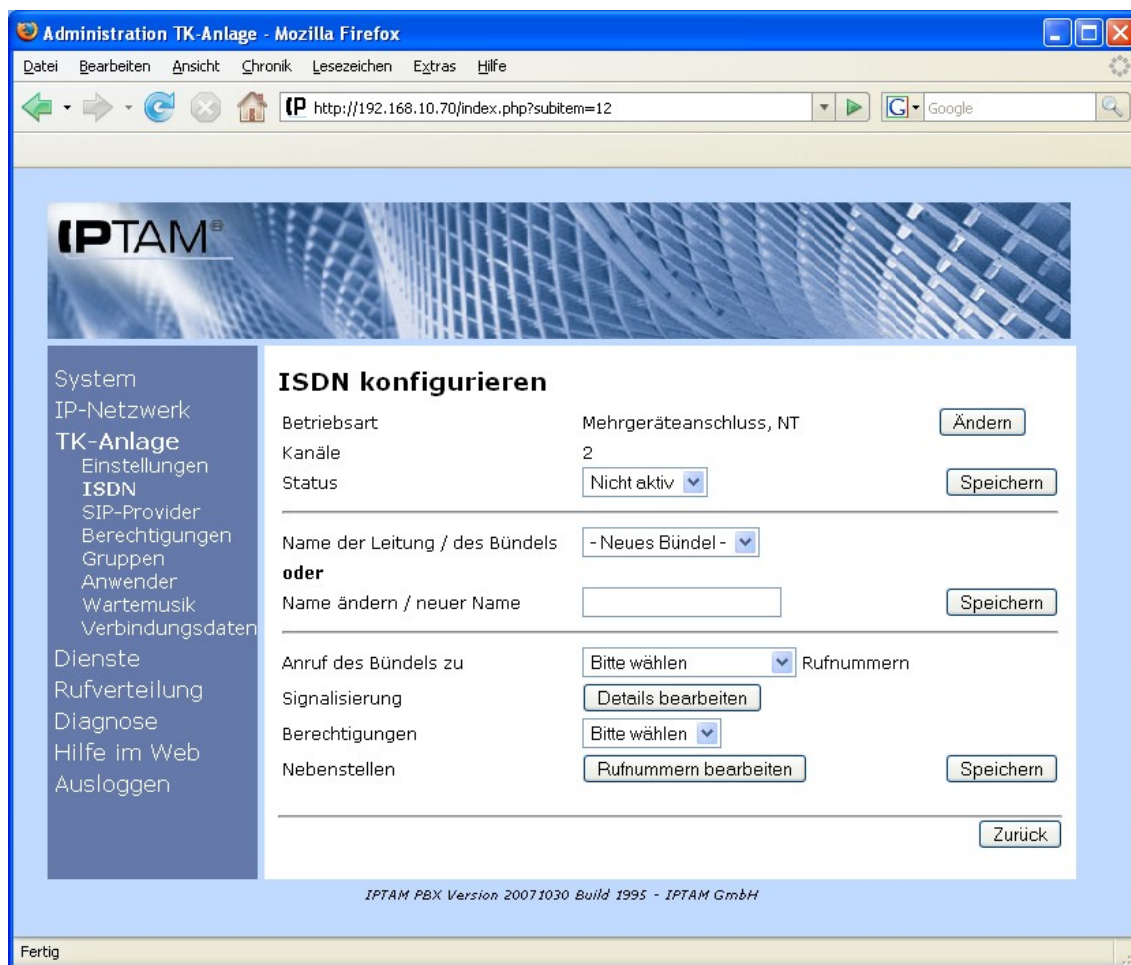 Administration TK-Anlage - Mozilla Firefox
Datei Bearbeiten Ansicht Chronik Lesezeichen Extras Hilfe
http://192.168.10.70/index.php?subitem=12
G Google
IPTAM®
System
IP-Netzwerk
TK-Anlage
Einstellungen
ISDN
SIP-Provider
Berechtigungen
Gruppen
Anwender
Wartemusik
Verbindungsdaten
Dienste
Rufverteilung
Diagnose
Hilfe im Web
Ausloggen
ISDN konfigurieren
Betriebsart Mehrgeräteanschluss, NT Ändern
Kanäle 2
Status Nicht aktiv Speichern
Name der Leitung / des Bündels - Neues Bündel -
oder
Name ändern / neuer Name Speichern
Anruf des Bündels zu Bitte wählen Rufnummern
Signalisierung Details bearbeiten
Berechtigungen Bitte wählen
Nebenstellen Rufnummern bearbeiten Speichern
Zurück
IPTAM PBX Version 20071030 Build 1995 - IPTAM GmbH
Fertig